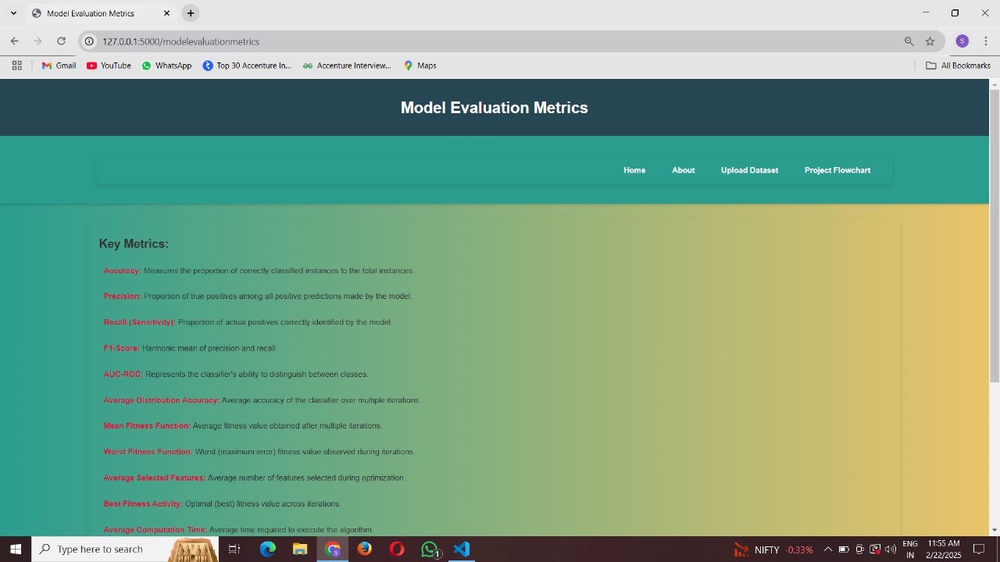 Model Evaluation Metrics
127.0.0.1:5000/modelevaluationmetrics
S
Gmail YouTube WhatsApp Top 30 Accenture In... Accenture Interview... Maps All Bookmarks
Model Evaluation Metrics
Home About Upload Dataset Project Flowchart
Key Metrics:
Accuracy: Measures the proportion of correctly classified instances to the total instances.
Precision: Proportion of true positives among all positive predictions made by the model.
Recall (Sensitivity): Proportion of actual positives correctly identified by the model.
F1-Score: Harmonic mean of precision and recall.
AUC-ROC: Represents the classifier's ability to distinguish between classes.
Average Distribution Accuracy: Average accuracy of the classifier over multiple iterations.
Mean Fitness Function: Average fitness value obtained after multiple iterations.
Worst Fitness Function: Worst (maximum error) fitness value observed during iterations.
Average Selected Features: Average number of features selected during optimization.
Best Fitness Activity: Optimal (best) fitness value across iterations.
Average Computation Time: Average time required to execute the algorithm.
Type here to search
1
NIFTY -0.33%
ENG
IN
11:55 AM
2/22/2025